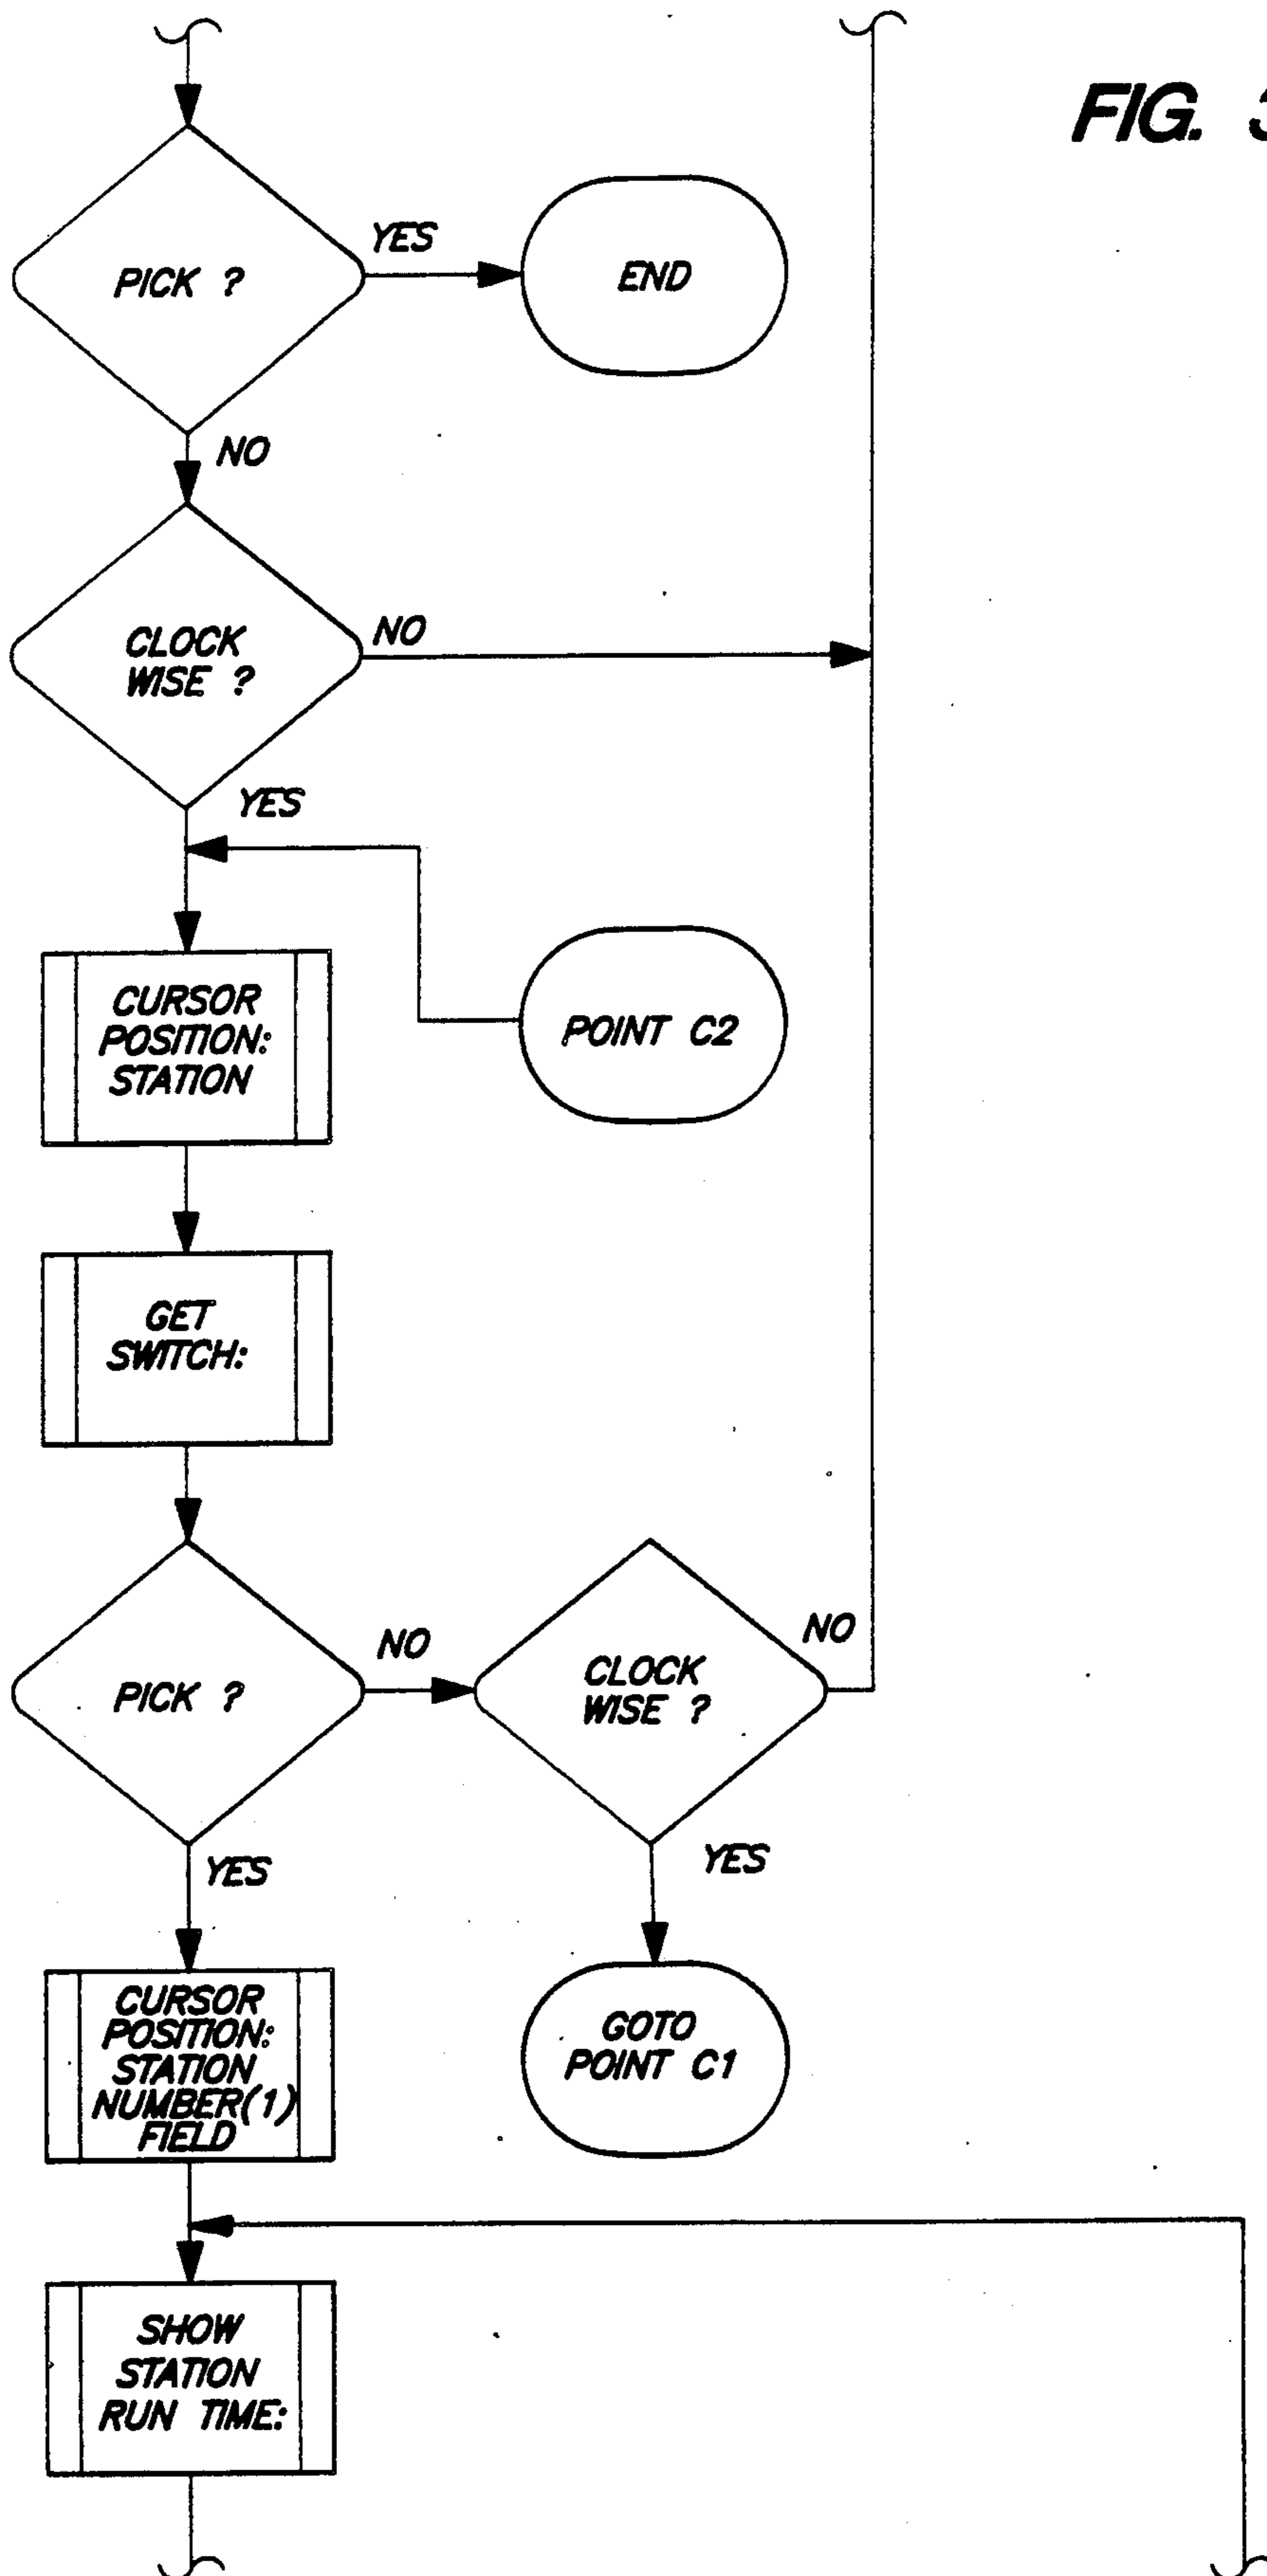 FIG. 3
PICK ?
YES
END
NO
CLOCK
WISE ?
NO
YES
CURSOR
POSITION:
STATION
POINT C2
GET
SWITCH:
PICK ?
NO
CLOCK
WISE ?
NO
YES
YES
CURSOR
POSITION:
STATION
NUMBER(1)
FIELD
GOTO
POINT C1
SHOW
STATION
RUN TIME: